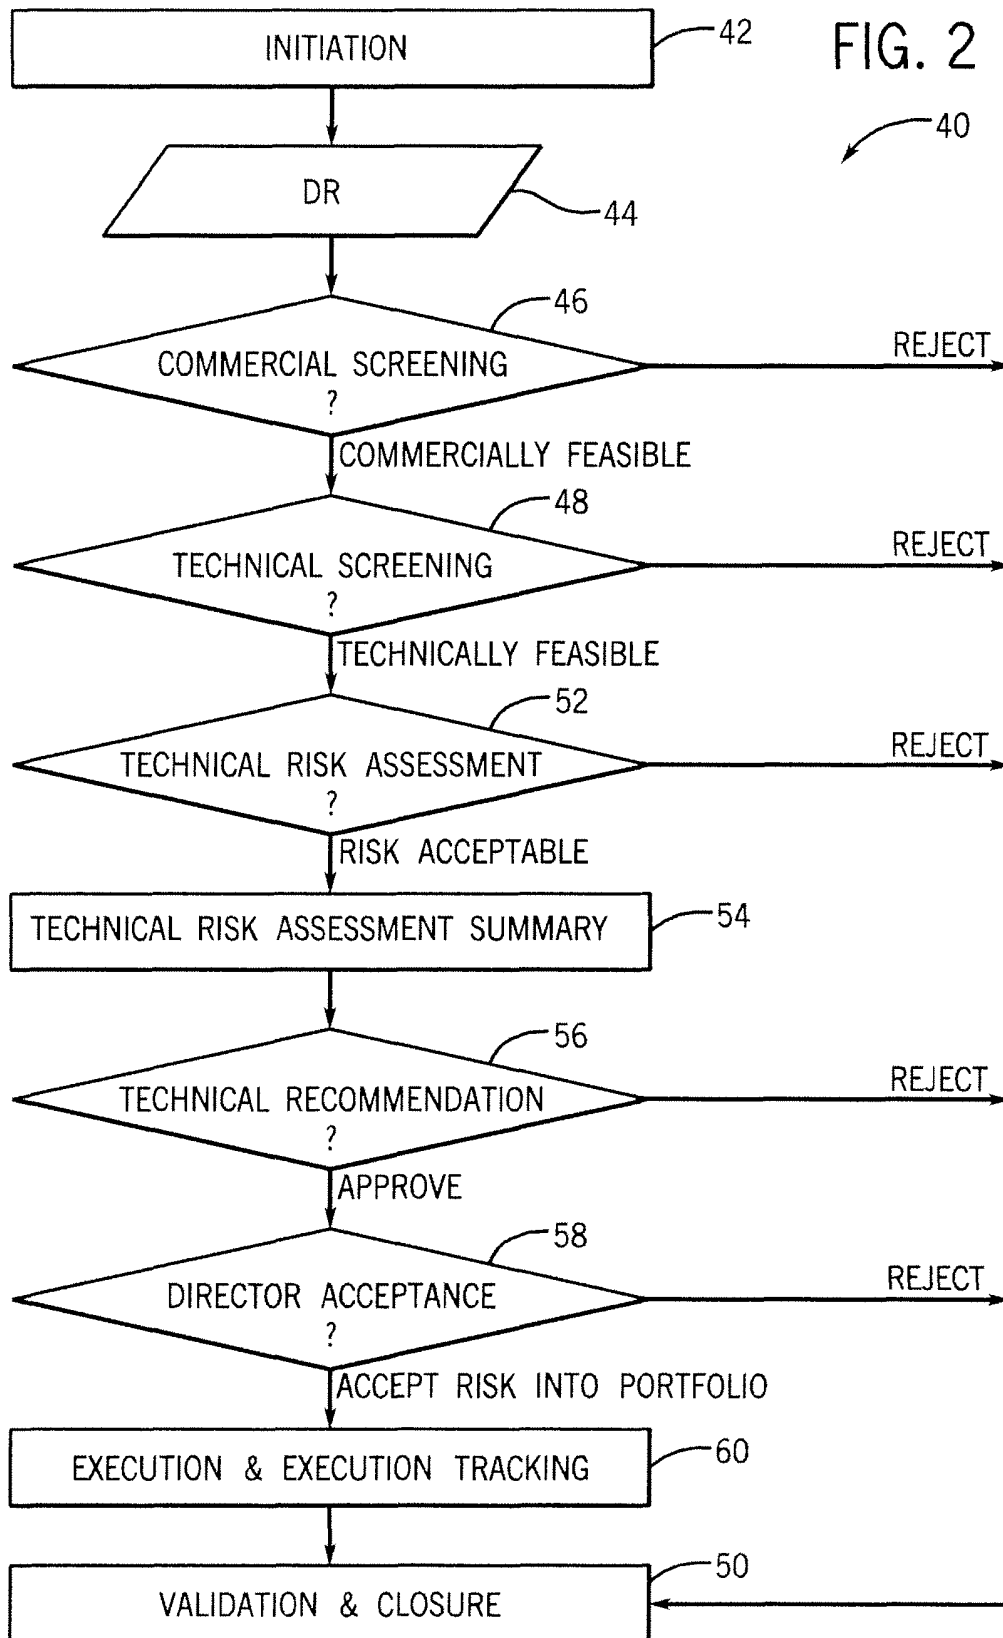 INITIATION
42
FIG. 2
40
DR
44
46
COMMERCIAL SCREENING
?
REJECT
COMMERCIALLY FEASIBLE
48
TECHNICAL SCREENING
?
REJECT
TECHNICALLY FEASIBLE
52
TECHNICAL RISK ASSESSMENT
?
REJECT
RISK ACCEPTABLE
TECHNICAL RISK ASSESSMENT SUMMARY
54
56
TECHNICAL RECOMMENDATION
?
REJECT
APPROVE
58
DIRECTOR ACCEPTANCE
?
REJECT
ACCEPT RISK INTO PORTFOLIO
EXECUTION & EXECUTION TRACKING
60
VALIDATION & CLOSURE
50